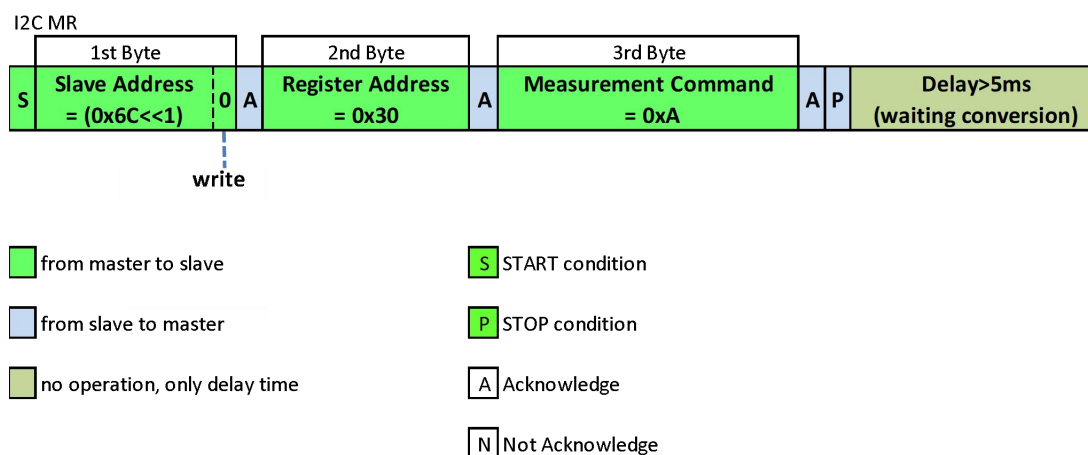 I2C MR
1st Byte
2nd Byte
3rd Byte
S
Slave Address
= (0x6C<<1)
0
A
Register Address
= 0x30
A
Measurement Command
= 0xA
A
P
Delay>5ms
(waiting conversion)
write
from master to slave
S START condition
from slave to master
P STOP condition
no operation, only delay time
A Acknowledge
N Not Acknowledge